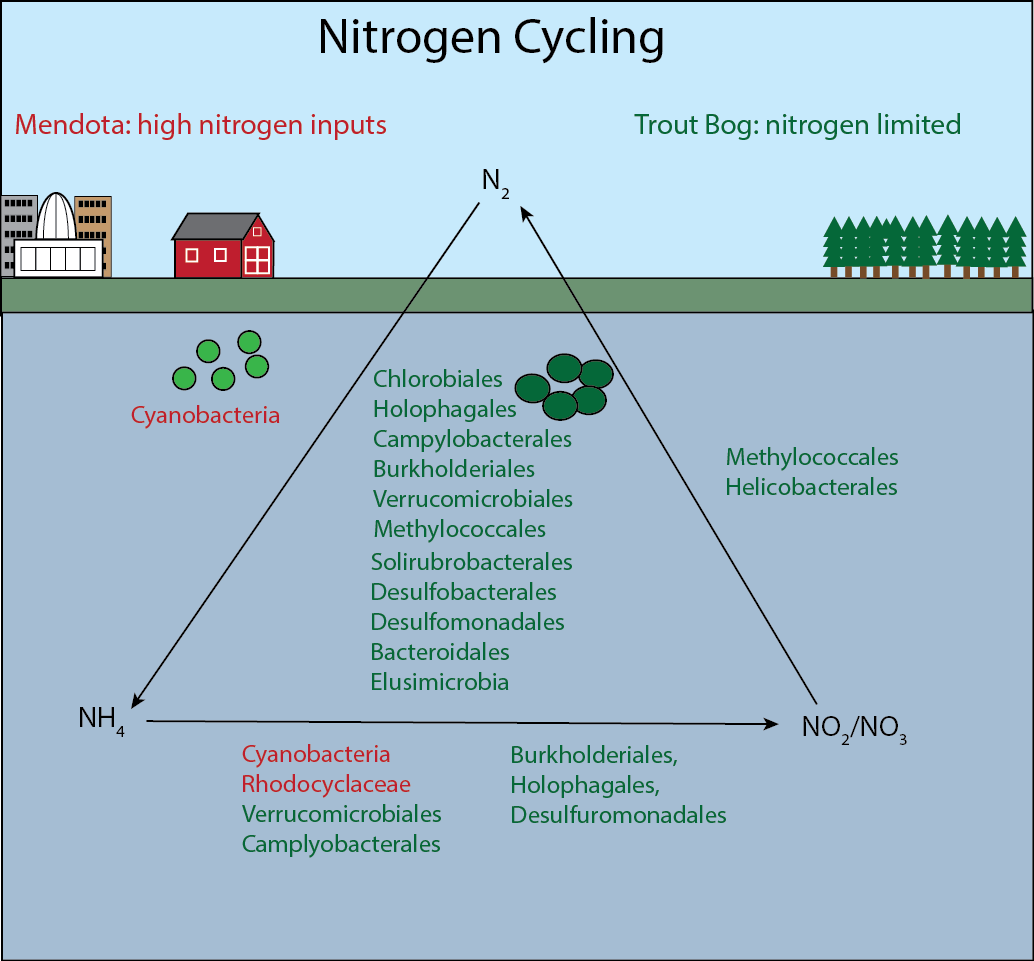 Nitrogen Cycling
Mendota: high nitrogen inputs
Trout Bog: nitrogen limited
N₂
Cyanobacteria
Chlorobiales
Holophagales
Campylobacterales
Burkholderiales
Verrucomicrobiales
Methylococcales
Solirubrobacterales
Desulfobacterales
Desulfomonadales
Bacteroidales
Elusimicrobia
Methylococcales
Helicobacterales
NH₄
NO₂/NO₃
Cyanobacteria
Rhodocyclaceae
Verrucomicrobiales
Camplyobacterales
Burkholderiales,
Holophagales,
Desulfuromonadales